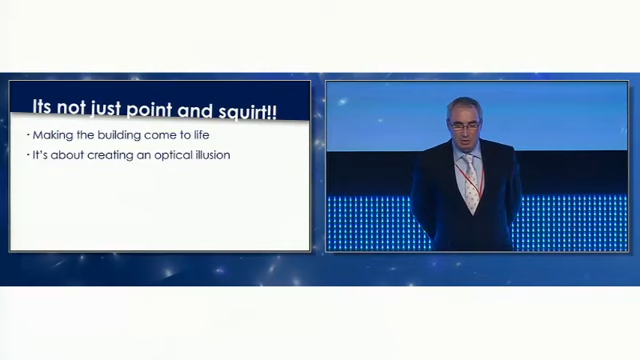 Its not just point and squirt!!
· Making the building come to life
· It's about creating an optical illusion